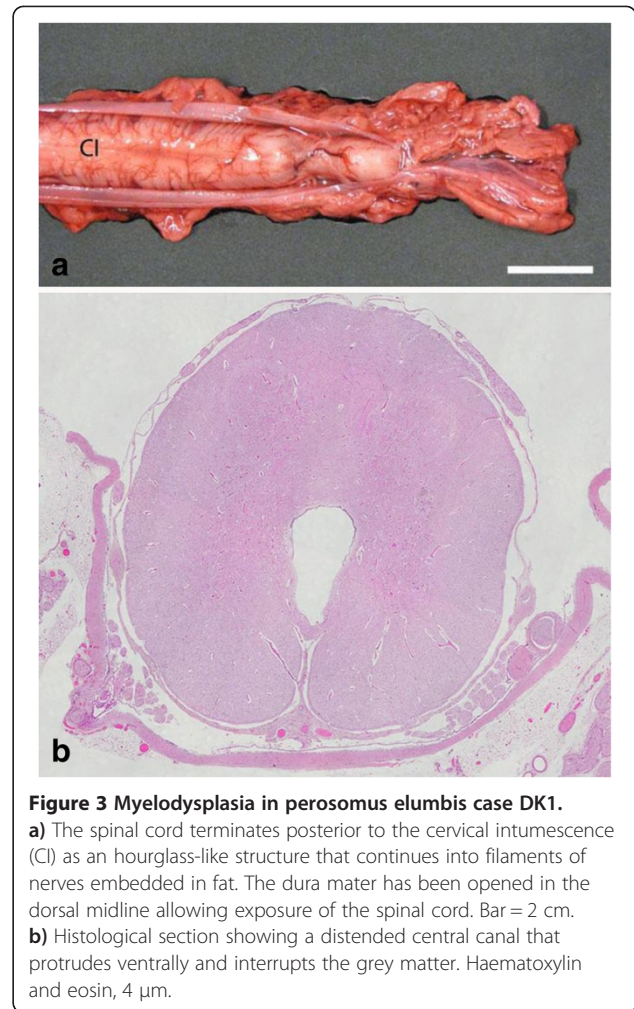 CI
a
b
Figure 3 Myelodysplasia in perosomus elumbis case DK1.
a) The spinal cord terminates posterior to the cervical intumescence
(CI) as an hourglass-like structure that continues into filaments of
nerves embedded in fat. The dura mater has been opened in the
dorsal midline allowing exposure of the spinal cord. Bar = 2 cm.
b) Histological section showing a distended central canal that
protrudes ventrally and interrupts the grey matter. Haematoxylin
and eosin, 4 μm.